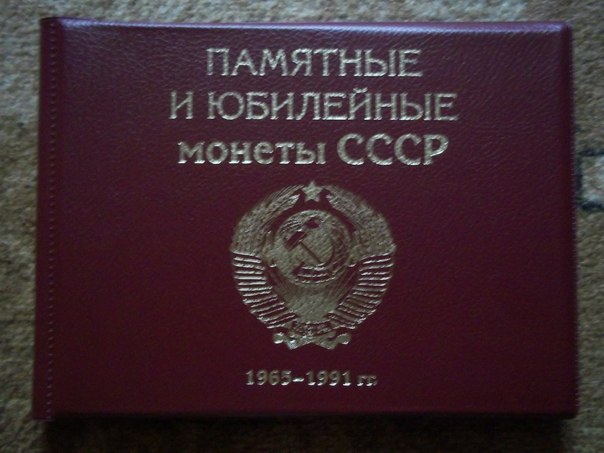 ПАМЯТНЫЕ
И ЮБИЛЕЙНЫЕ
монеты СССР
1965-1991 гг.